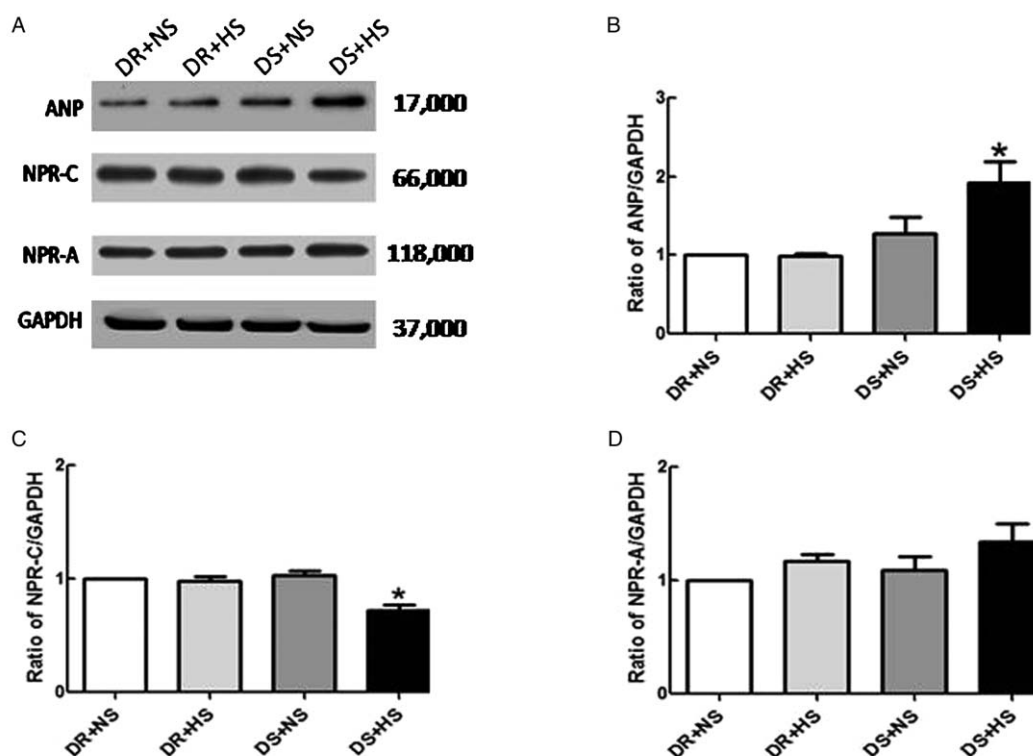 A
DR+NS DR+HS DS+NS DS+HS
ANP 17,000
NPR-C 66,000
NPR-A 118,000
GAPDH 37,000
B
Ratio of ANP/GAPDH
3
2
1
0
*
DR+NS DR+HS DS+NS DS+HS
C
Ratio of NPR-C/GAPDH
2
1
0
*
DR+NS DR+HS DS+NS DS+HS
D
Ratio of NPR-A/GAPDH
2
1
0
DR+NS DR+HS DS+NS DS+HS